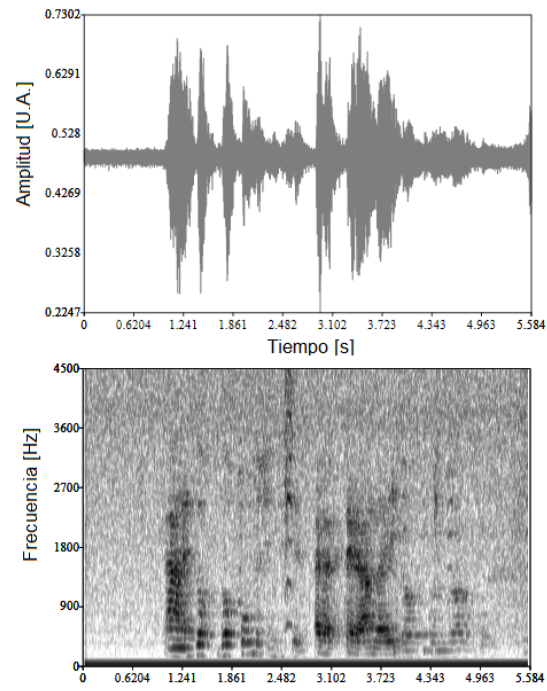 0.7302
0.6291
0.528
0.4269
0.3258
0.2247
Amplitud [U.A.]
0 0.6204 1.241 1.861 2.482 3.102 3.723 4.343 4.963 5.584
Tiempo [s]
4500
3600
2700
1800
900
0
Frecuencia [Hz]
0 0.6204 1.241 1.861 2.482 3.102 3.723 4.343 4.963 5.584